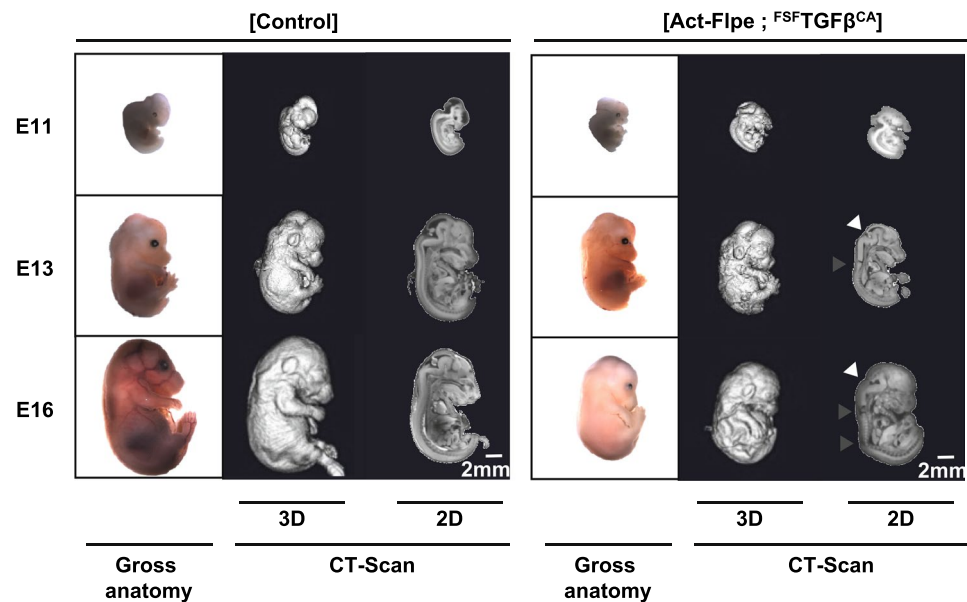 [Control]
[Act-Flpe ; FSFTGFβCA]
E11
E13
E16
2mm
2mm
3D
2D
3D
2D
Gross
anatomy
CT-Scan
Gross
anatomy
CT-Scan